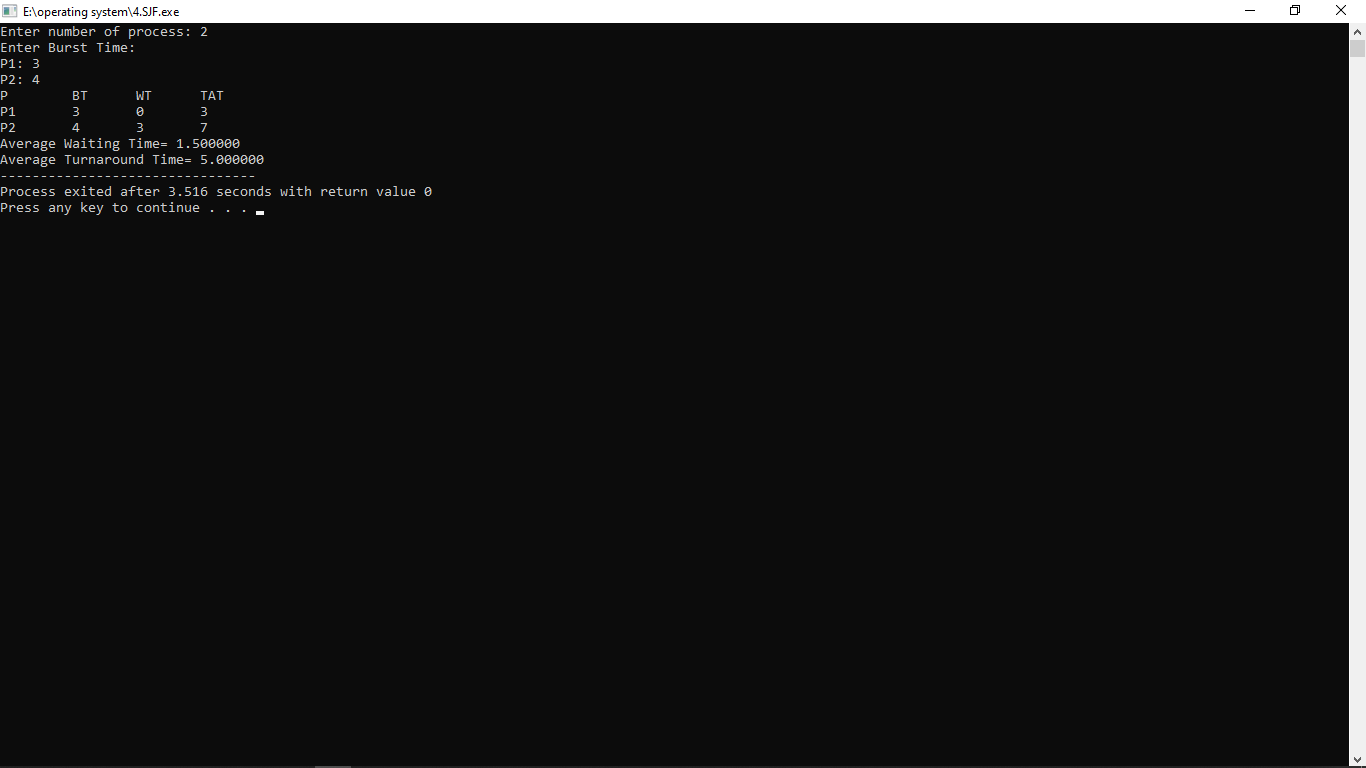 E:\operating system\4.SJF.exe
Enter number of process: 2
Enter Burst Time:
P1: 3
P2: 4
P        BT      WT      TAT
P1       3       0       3
P2       4       3       7
Average Waiting Time= 1.500000
Average Turnaround Time= 5.000000
--------------------------------
Process exited after 3.516 seconds with return value 0
Press any key to continue . . .